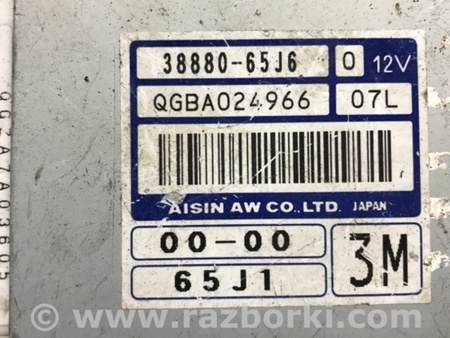 38880-65J6 0 12V
QGBA024966 07L
AISIN AW CO., LTD. JAPAN
00-00
65J1 3M
© www.razborki.com